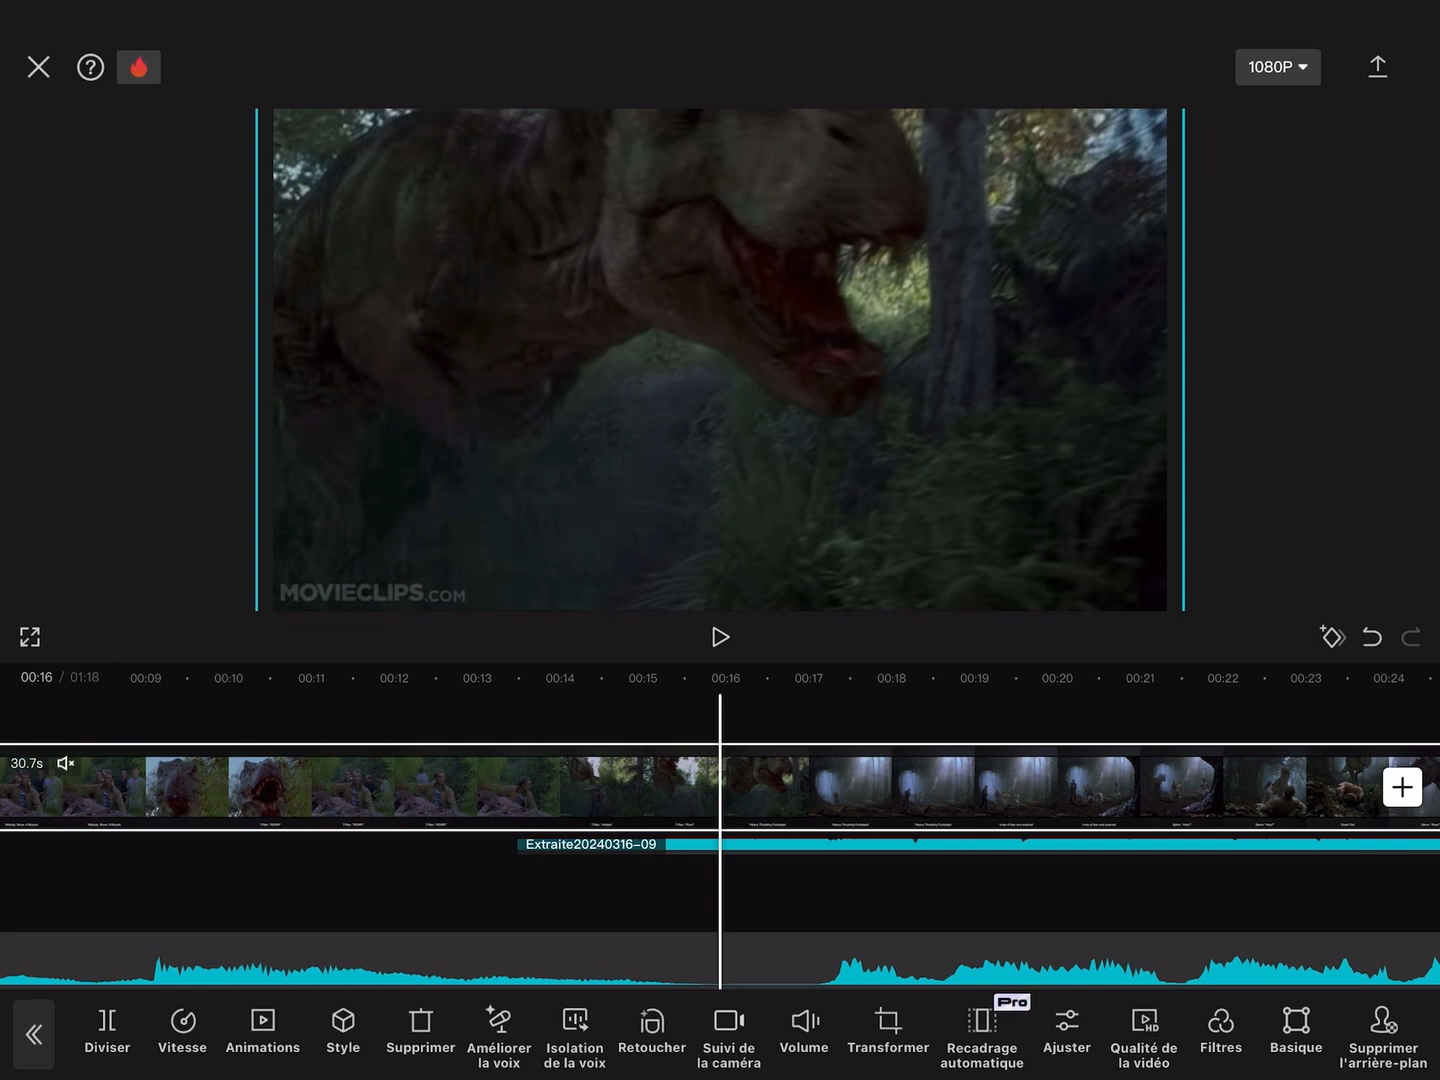 1080P
MOVIECLIPS.COM
00:16 / 01:18
00:09 00:10 00:11 00:12 00:13 00:14 00:15 00:16 00:17 00:18 00:19 00:20 00:21 00:22 00:23 00:24
30.7s
Extraite20240316-09
Pro
Diviser
Vitesse
Animations
Style
Supprimer
Améliorer
la voix
Isolation
de la voix
Retoucher
Suivi de
la caméra
Volume
Transformer
Recadrage
automatique
Ajuster
Qualité de
la vidéo
Filtres
Basique
Supprimer
l'arrière-plan